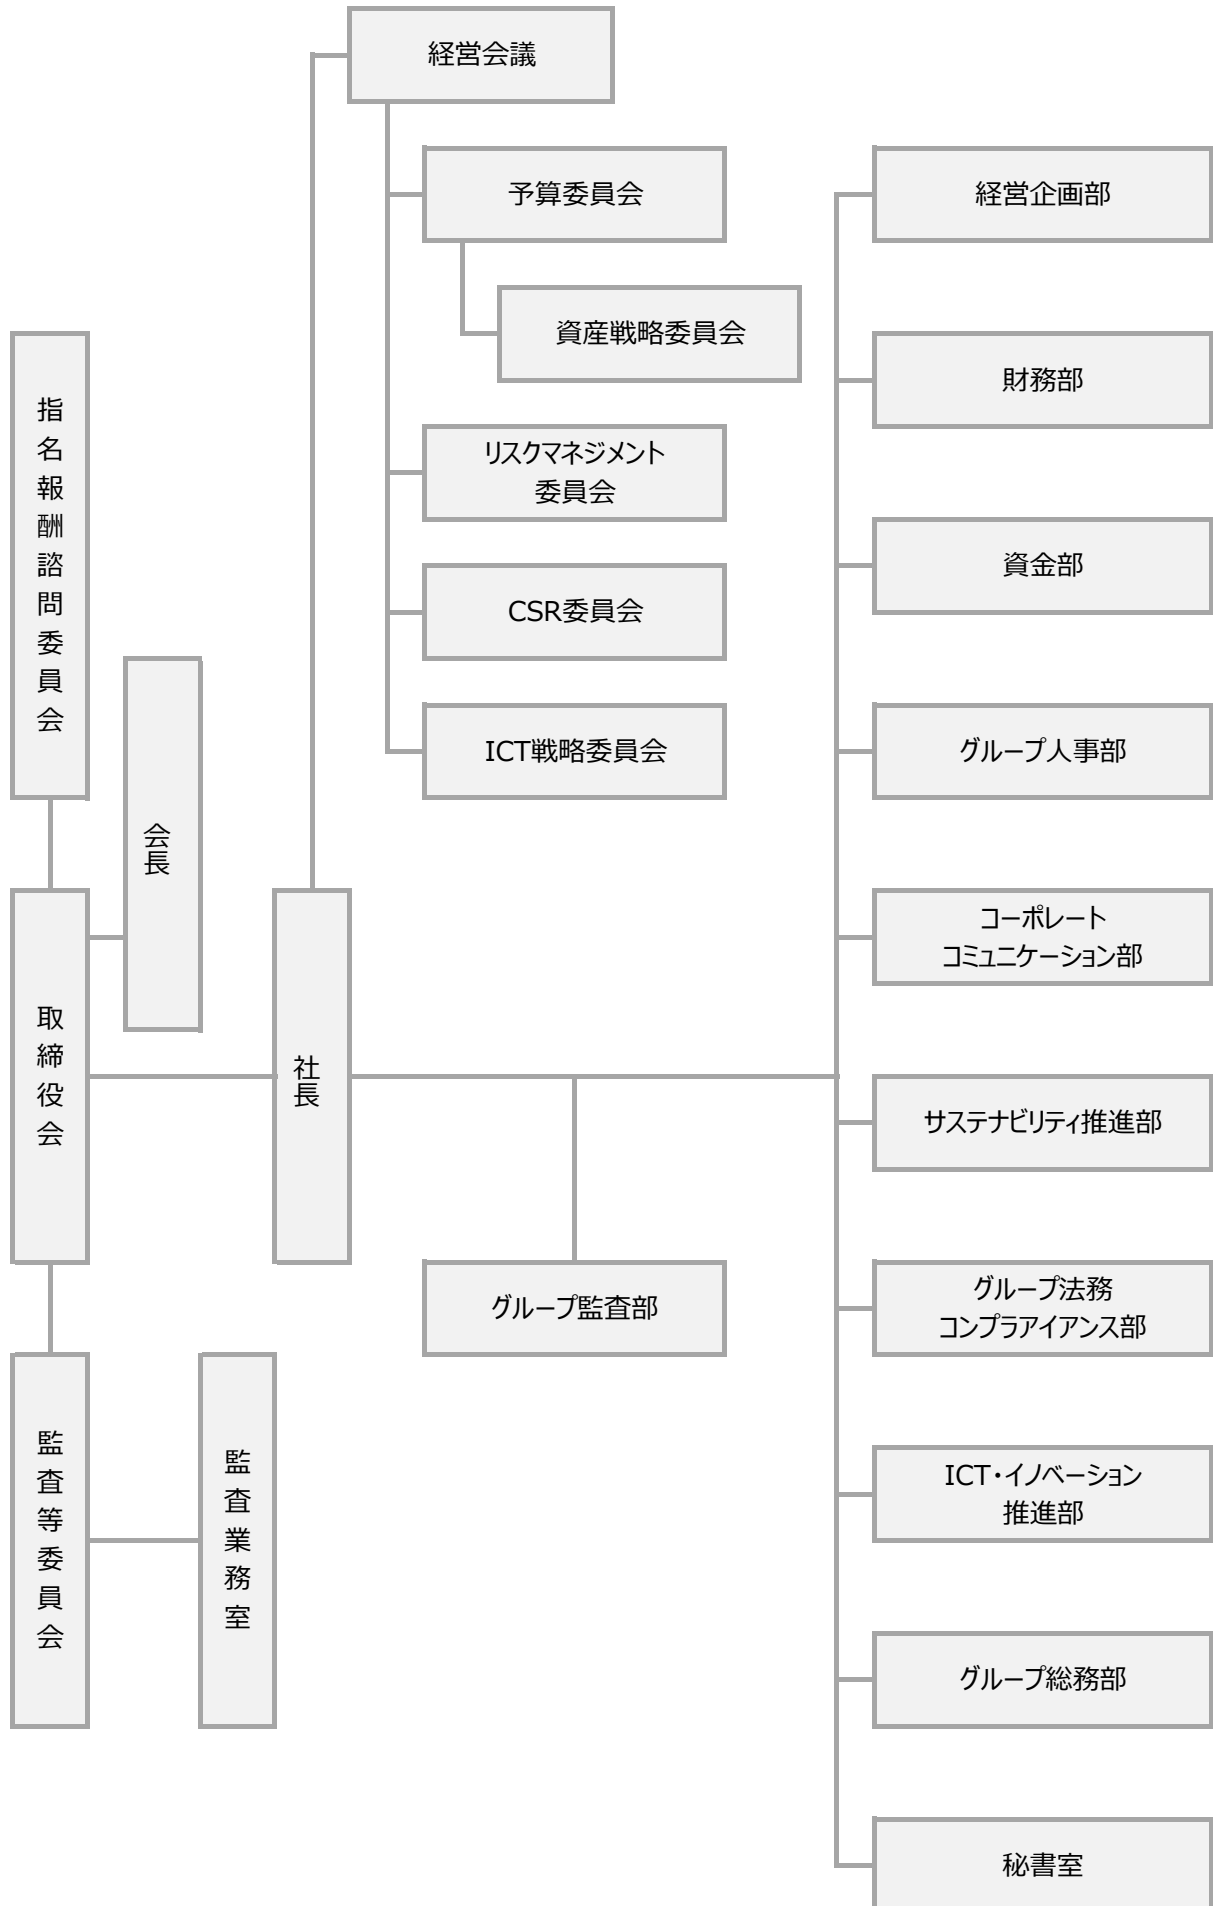 経営会議
予算委員会
資産戦略委員会
リスクマネジメント
委員会
CSR委員会
ICT戦略委員会
指名報酬諮問委員会
会長
取締役会
社長
監査等委員会
監査業務室
グループ監査部
経営企画部
財務部
資金部
グループ人事部
コーポレート
コミュニケーション部
サステナビリティ推進部
グループ法務
コンプラアイアンス部
ICT・イノベーション
推進部
グループ総務部
秘書室